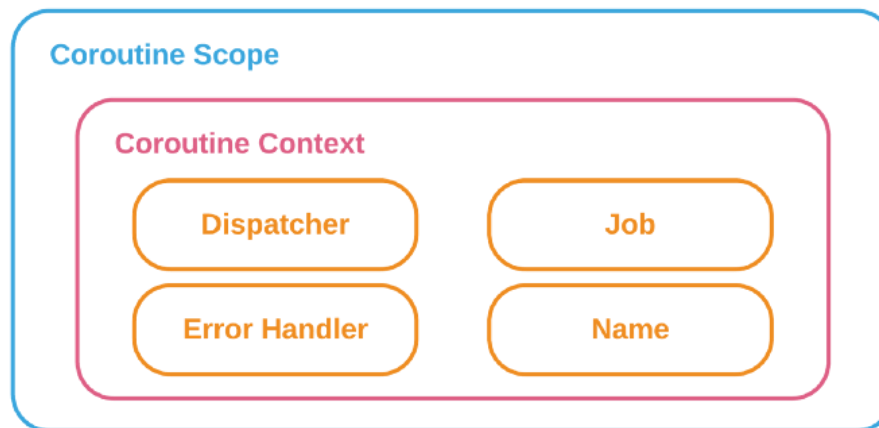 Coroutine Scope
Coroutine Context
Dispatcher
Job
Error Handler
Name